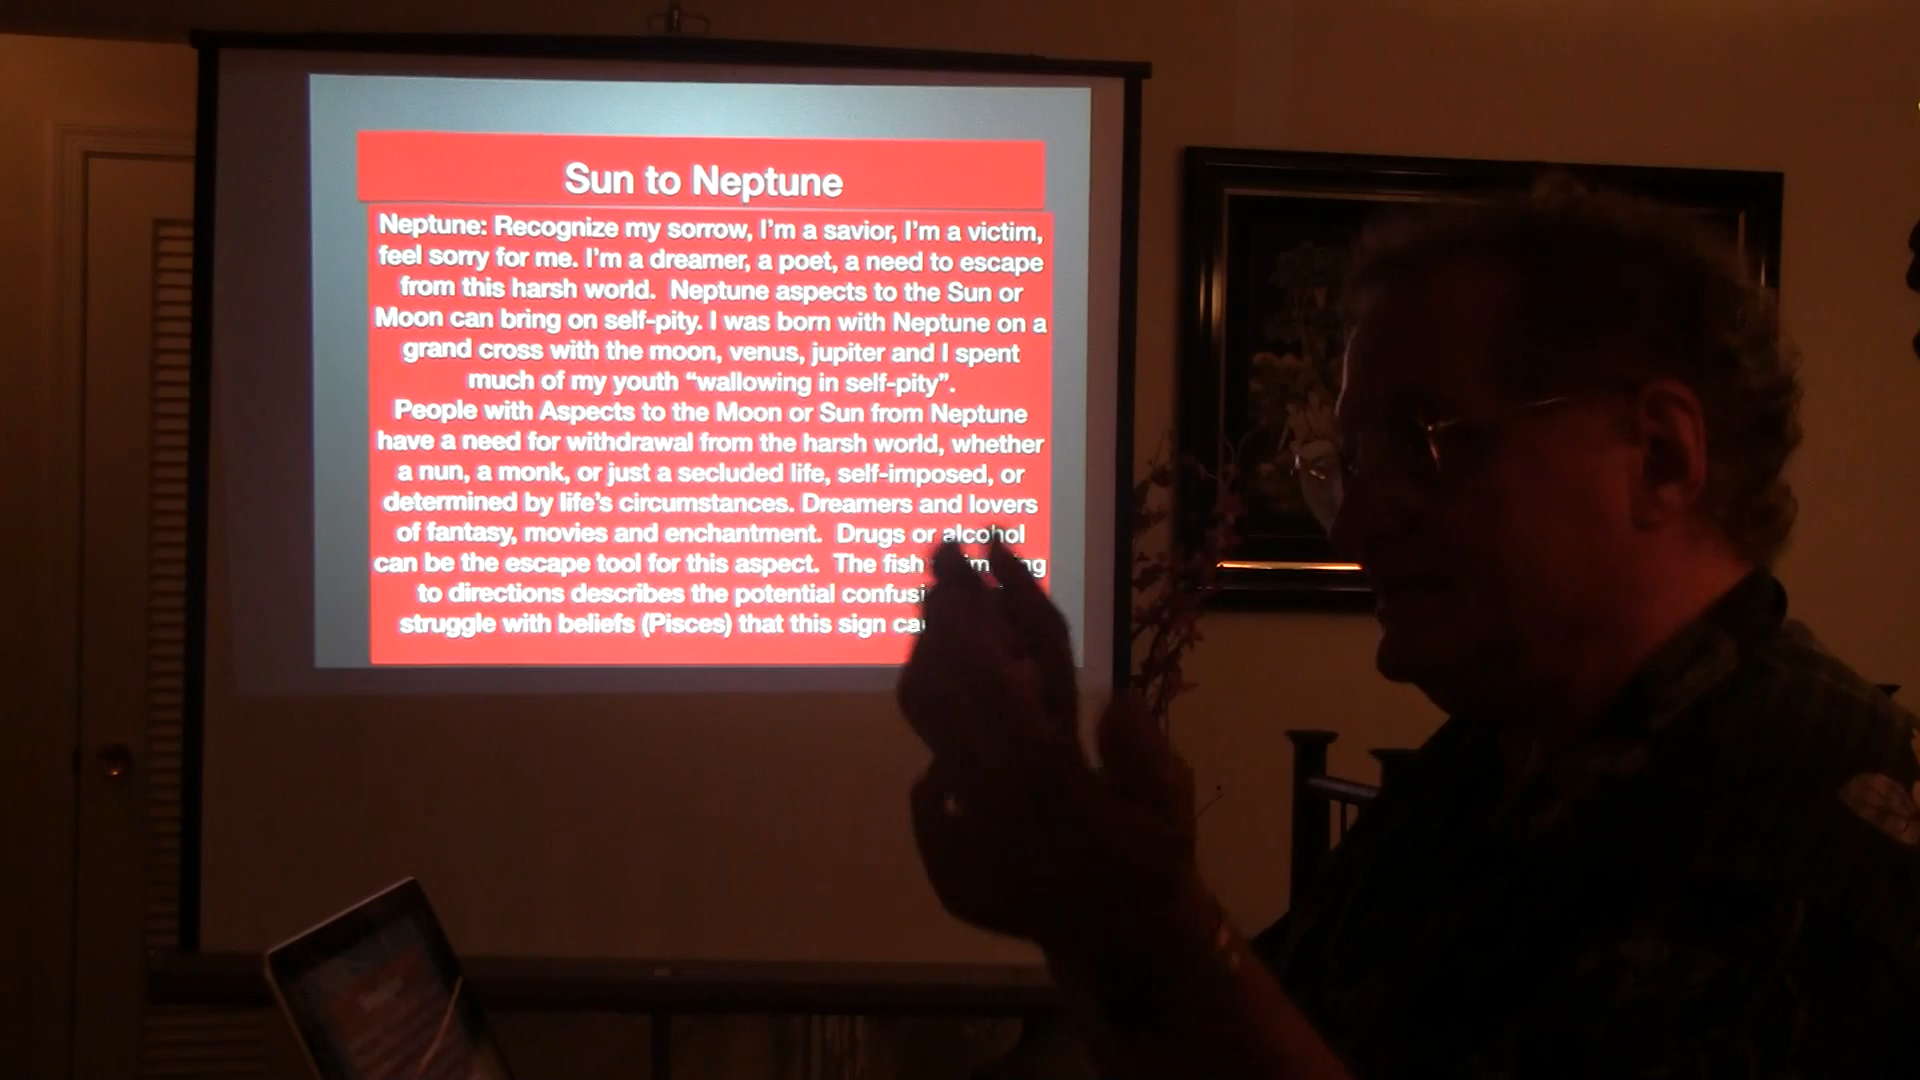 Sun to Neptune
Neptune: Recognize my sorrow, I'm a savior, I'm a victim,
feel sorry for me. I'm a dreamer, a poet, a need to escape
from this harsh world. Neptune aspects to the Sun or
Moon can bring on self-pity. I was born with Neptune on a
grand cross with the moon, venus, jupiter and I spent
much of my youth “wallowing in self-pity”.
People with Aspects to the Moon or Sun from Neptune
have a need for withdrawal from the harsh world, whether
a nun, a monk, or just a secluded life, self-imposed, or
determined by life's circumstances. Dreamers and lovers
of fantasy, movies and enchantment. Drugs or alcohol
can be the escape tool for this aspect. The fish
to directions describes the potential
struggle with beliefs (Pisces) that this sign